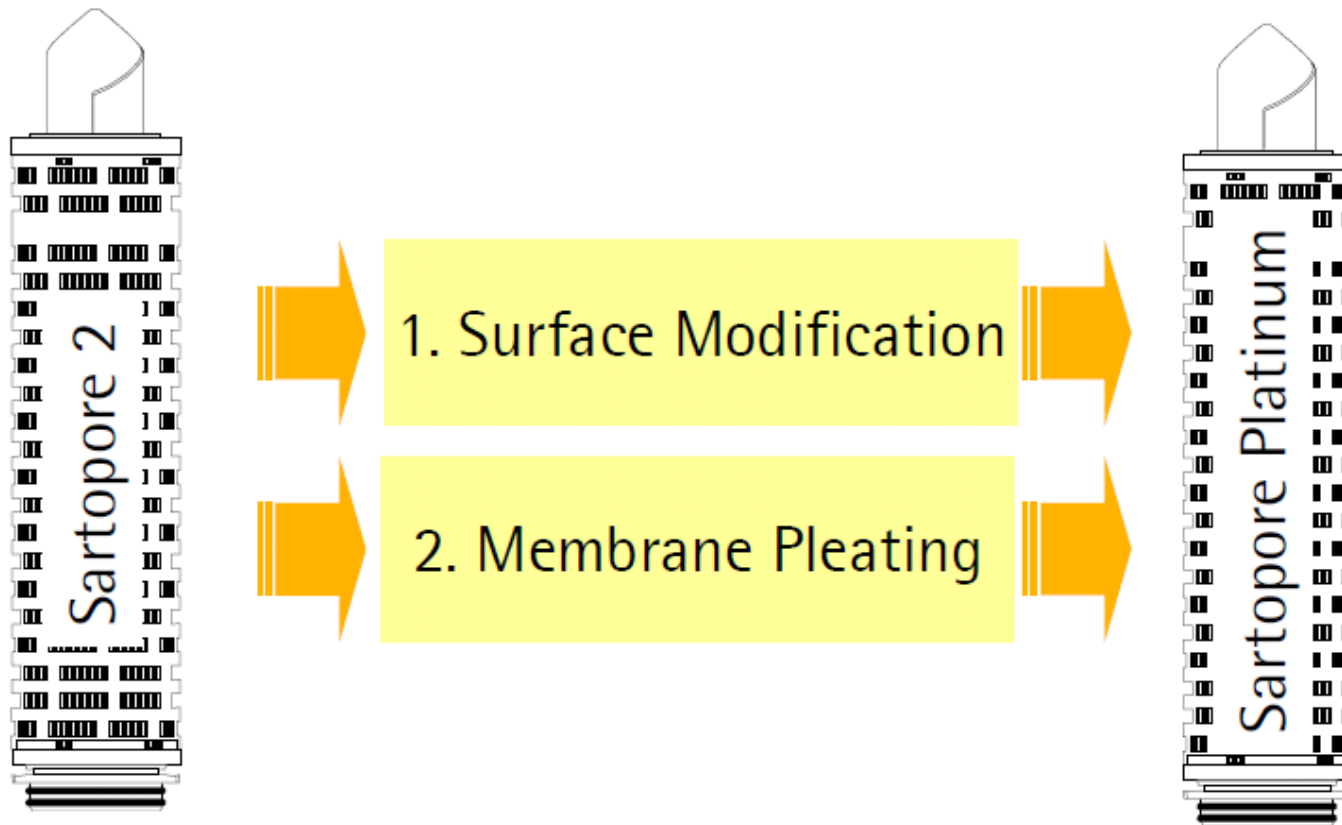 Sartopore 2
1. Surface Modification
2. Membrane Pleating
Sartopore Platinum